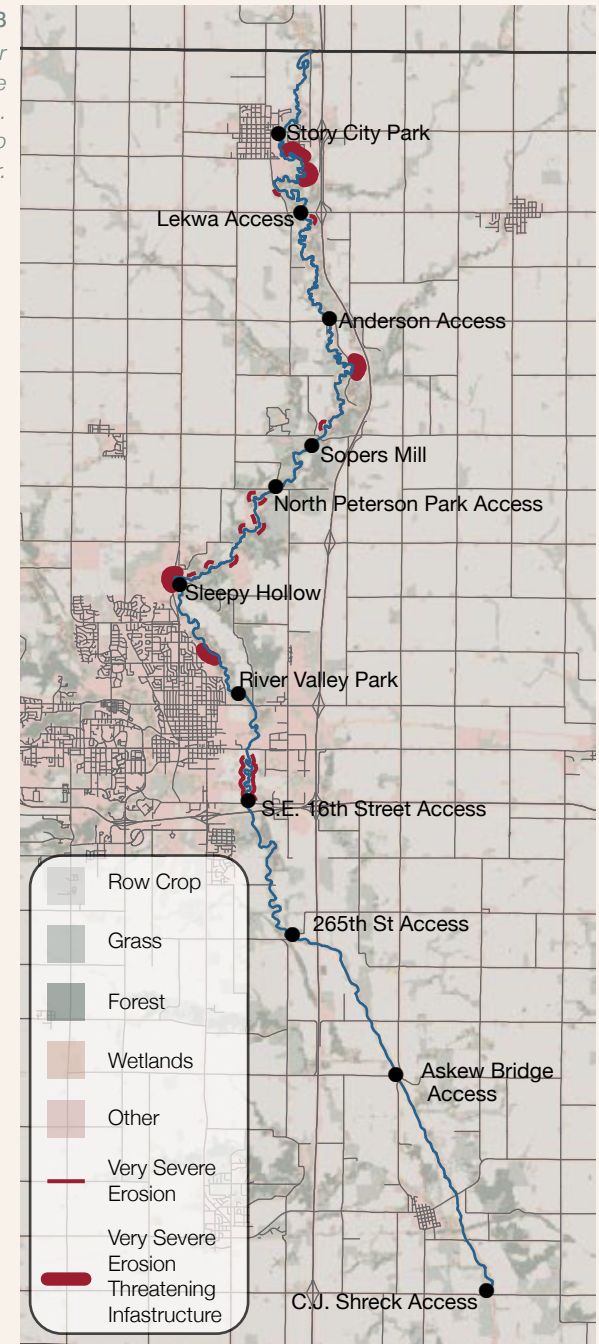 3
r
e
.
o
r.
Story City Park
Lekwa Access
Anderson Access
Sopers Mill
North Peterson Park Access
Sleepy Hollow
River Valley Park
S.E. 16th Street Access
265th St Access
Askew Bridge
Access
C.J. Shreck Access
Row Crop
Grass
Forest
Wetlands
Other
Very Severe
Erosion
Very Severe
Erosion
Threatening
Infastructure